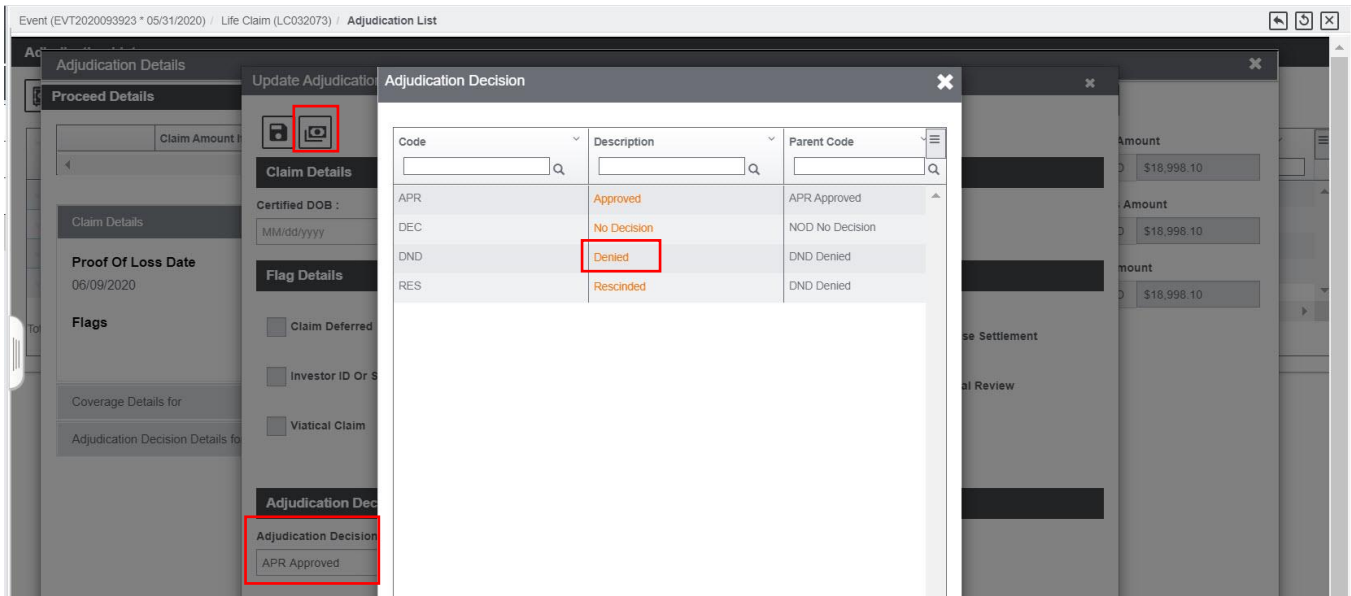 Event (EVT2020093923 * 05/31/2020) / Life Claim (LC032073) / Adjudication List
Adjudication Details
Proceed Details
Claim Amount
Claim Details
Proof Of Loss Date
06/09/2020
Flags
Coverage Details for
Adjudication Decision Details fo
Update Adjudication
Claim Details
Certified DOB :
MM/dd/yyyy
Flag Details
Claim Deferred
Investor ID Or S
Viatical Claim
Adjudication Dec
Adjudication Decision
APR Approved
Adjudication Decision
Code Description Parent Code
APR Approved APR Approved
DEC No Decision NOD No Decision
DND Denied DND Denied
RES Rescinded DND Denied
se Settlement
al Review
Amount
$18,998.10
Amount
$18,998.10
mount
$18,998.10